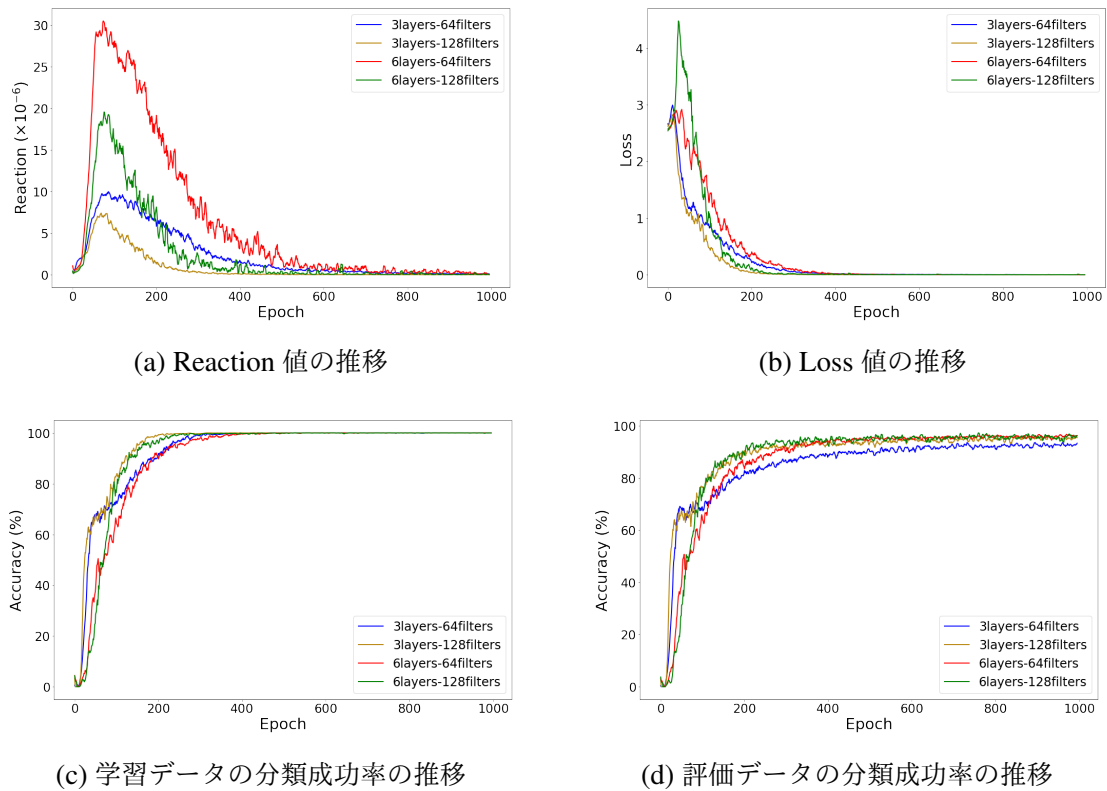 30
25
20
15
10
5
0
Reaction (×10⁻⁶)
0 200 400 600 800 1000
Epoch
3layers-64filters
3layers-128filters
6layers-64filters
6layers-128filters
(a) Reaction 値の推移
4
3
2
1
0
Loss
0 200 400 600 800 1000
Epoch
3layers-64filters
3layers-128filters
6layers-64filters
6layers-128filters
(b) Loss 値の推移
100
80
60
40
20
0
Accuracy (%)
0 200 400 600 800 1000
Epoch
3layers-64filters
3layers-128filters
6layers-64filters
6layers-128filters
(c) 学習データの分類成功率の推移
100
80
60
40
20
0
Accuracy (%)
0 200 400 600 800 1000
Epoch
3layers-64filters
3layers-128filters
6layers-64filters
6layers-128filters
(d) 評価データの分類成功率の推移